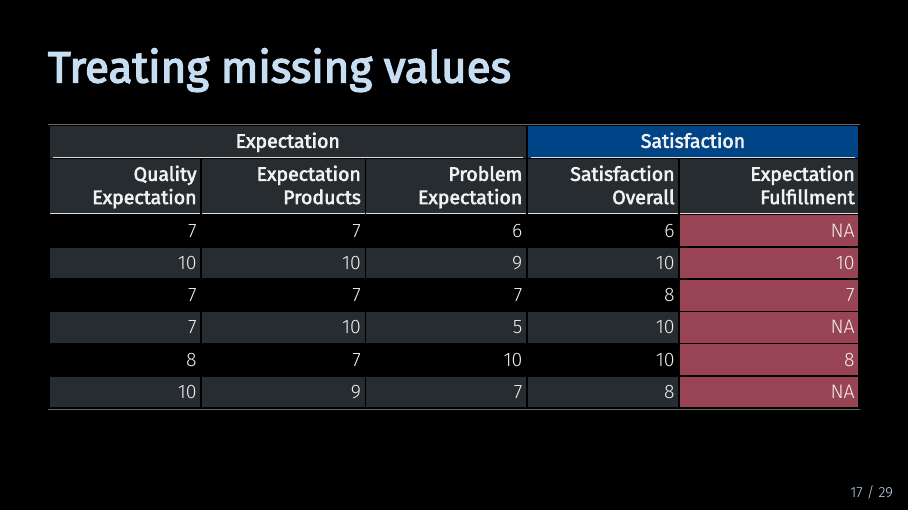 Treating missing values
Expectation Satisfaction
Quality Expectation Expectation Products Problem Expectation Satisfaction Overall Expectation Fulfillment
7 7 6 6 NA
10 10 9 10 10
7 7 7 8 7
7 10 5 10 NA
8 7 10 10 8
10 9 7 8 NA
17 / 29